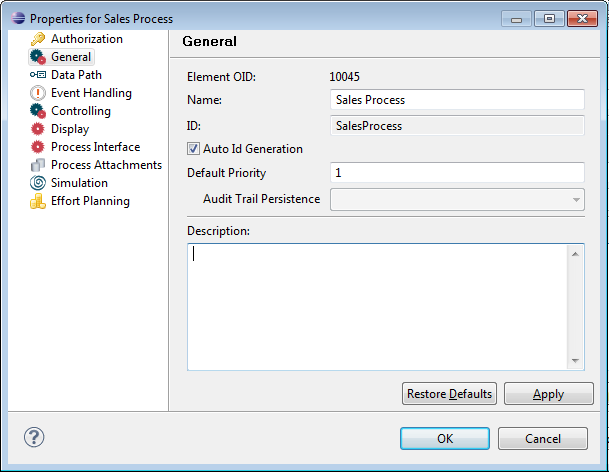 Properties for Sales Process
Authorization
General
Data Path
Event Handling
Controlling
Display
Process Interface
Process Attachments
Simulation
Effort Planning
General
Element OID: 10045
Name: Sales Process
ID: SalesProcess
Auto Id Generation
Default Priority 1
Audit Trail Persistence
Description:
Restore Defaults Apply
? OK Cancel